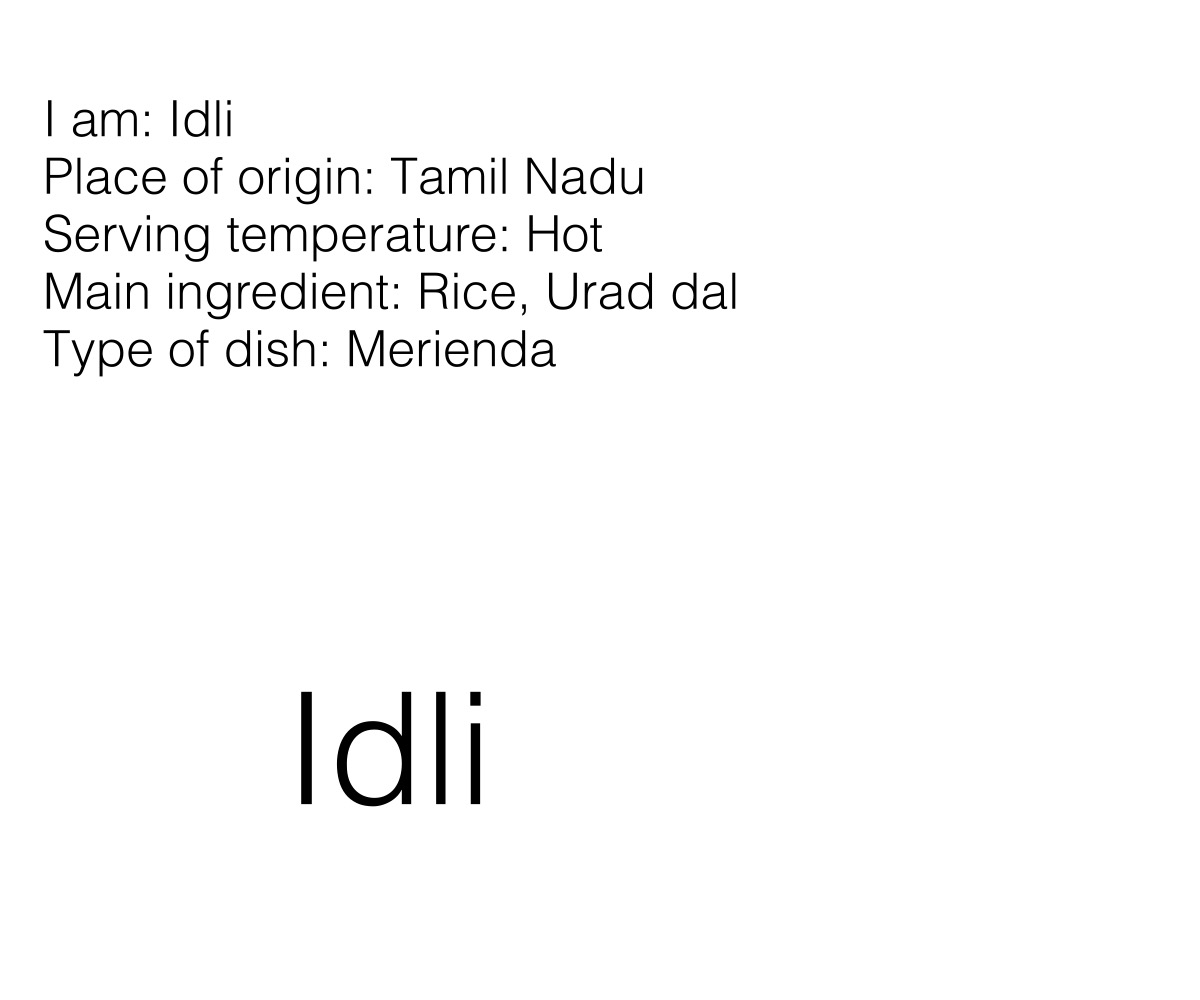 I am: Idli
Place of origin: Tamil Nadu
Serving temperature: Hot
Main ingredient: Rice, Urad dal
Type of dish: Merienda
Idli